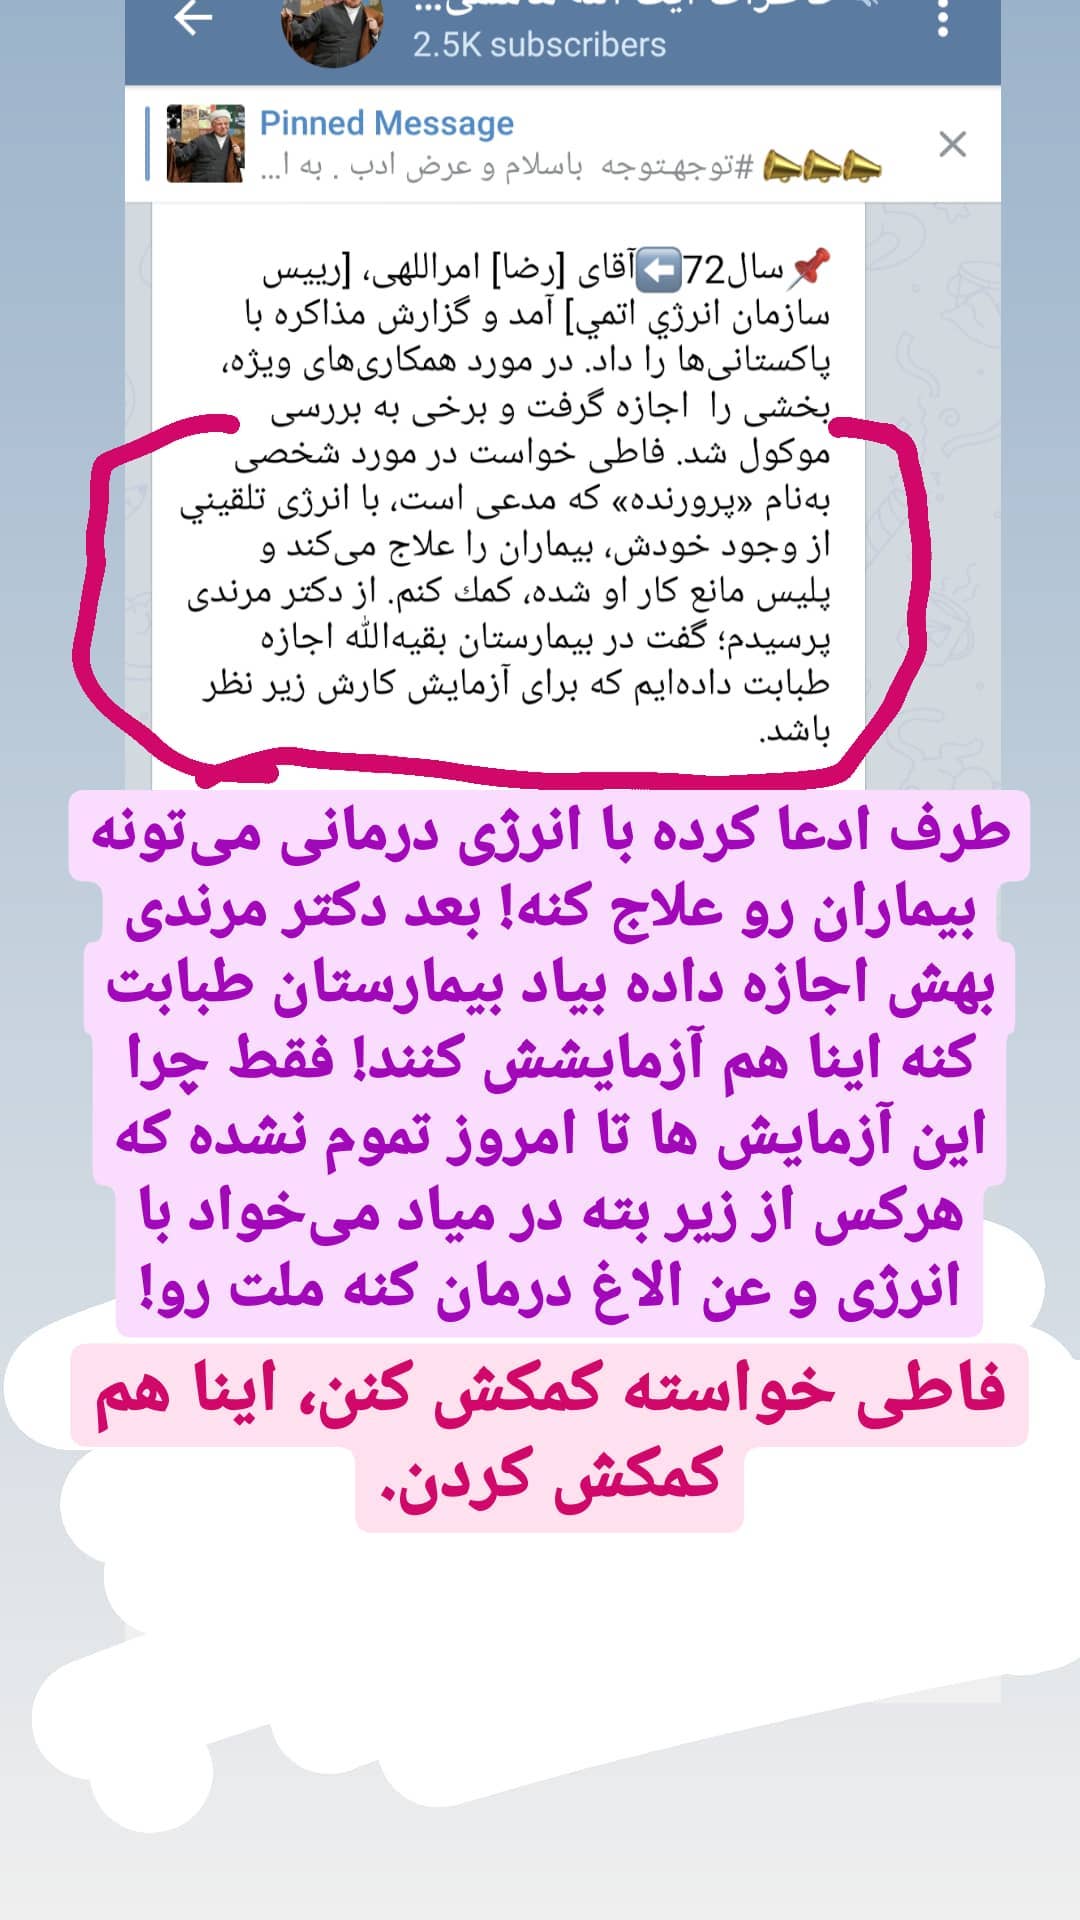 خاطرات آیت الله هاشمی...
2.5K subscribers
Pinned Message
#توجهتوجه باسلام و عرض ادب . به ا...
سال72آقای [رضا] امراللهی، [رییس
سازمان انرژي اتمي] آمد و گزارش مذاکره با
پاکستانی‌ها را داد. در مورد همکاری‌های ویژه،
بخشی را اجازه گرفت و برخی به بررسی
موکول شد. فاطی خواست در مورد شخصی
به‌نام «پرورنده» که مدعی است، با انرژی تلقیني
از وجود خودش، بیماران را علاج می‌کند و
پلیس مانع کار او شده، کمك کنم. از دکتر مرندی
پرسیدم؛ گفت در بیمارستان بقیه‌الله اجازه
طبابت داده‌ایم که برای آزمایش کارش زیر نظر
باشد.
طرف ادعا کرده با انرژی درمانی می‌تونه
بیماران رو علاج کنه! بعد دکتر مرندی
بهش اجازه داده بیاد بیمارستان طبابت
کنه اینا هم آزمایشش کنند! فقط چرا
این آزمایش ها تا امروز تموم نشده که
هرکس از زیر بته در میاد می‌خواد با
انرژی و عن الاغ درمان کنه ملت رو!
فاطی خواسته کمکش کنن، اینا هم
کمکش کردن.